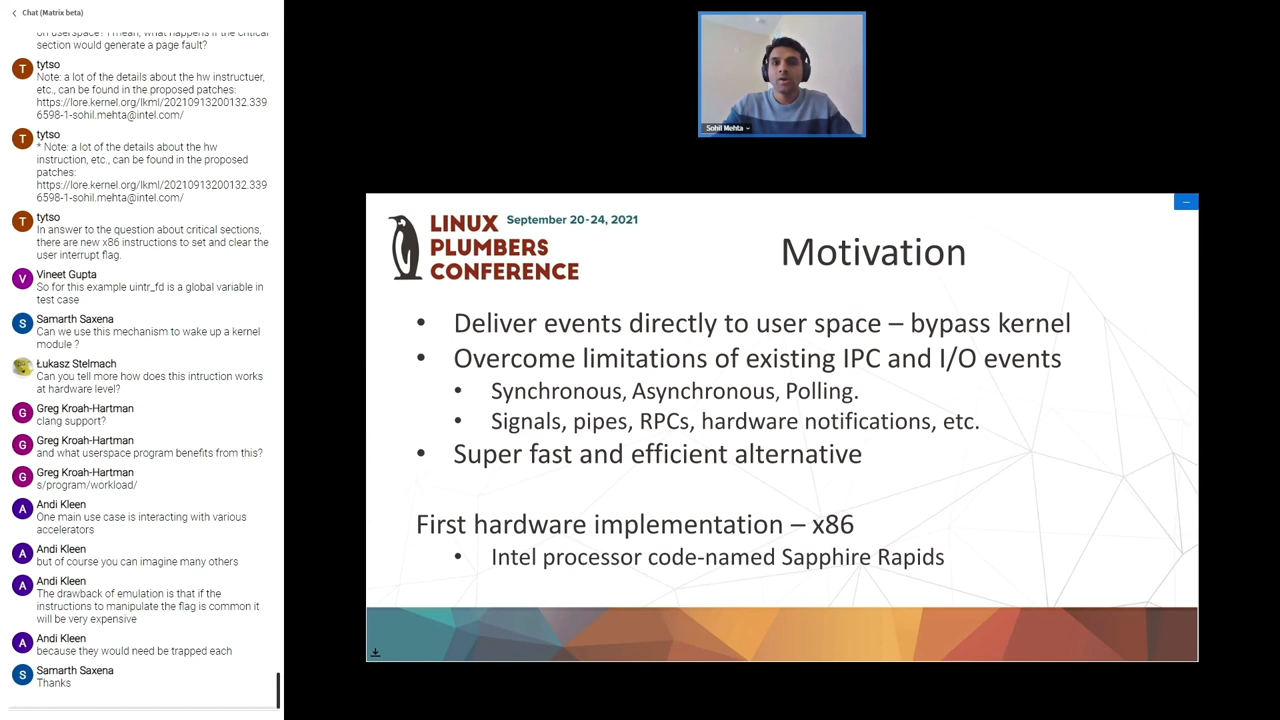 Chat (Matrix beta)
on userspace? I mean, what happens if the critical
section would generate a page fault?
T
tytso
Note: a lot of the details about the hw instructuer,
etc., can be found in the proposed patches:
https://lore.kernel.org/lkml/20210913200132.339
6598-1-sohil.mehta@intel.com/
T
tytso
* Note: a lot of the details about the hw
instruction, etc., can be found in the proposed
patches:
https://lore.kernel.org/lkml/20210913200132.339
6598-1-sohil.mehta@intel.com/
T
tytso
In answer to the question about critical sections,
there are new x86 instructions to set and clear the
user interrupt flag.
V
Vineet Gupta
So for this example uintr_fd is a global variable in
test case
S
Samarth Saxena
Can we use this mechanism to wake up a kernel
module ?
Łukasz Stelmach
Can you tell more how does this intruction works
at hardware level?
G
Greg Kroah-Hartman
clang support?
G
Greg Kroah-Hartman
and what userspace program benefits from this?
G
Greg Kroah-Hartman
s/program/workload/
A
Andi Kleen
One main use case is interacting with various
accelerators
A
Andi Kleen
but of course you can imagine many others
A
Andi Kleen
The drawback of emulation is that if the
instructions to manipulate the flag is common it
will be very expensive
A
Andi Kleen
because they would need be trapped each
S
Samarth Saxena
Thanks
Sohil Mehta
LINUX
PLUMBERS
CONFERENCE
September 20-24, 2021
Motivation
• Deliver events directly to user space – bypass kernel
• Overcome limitations of existing IPC and I/O events
• Synchronous, Asynchronous, Polling.
• Signals, pipes, RPCs, hardware notifications, etc.
• Super fast and efficient alternative
First hardware implementation – x86
• Intel processor code-named Sapphire Rapids